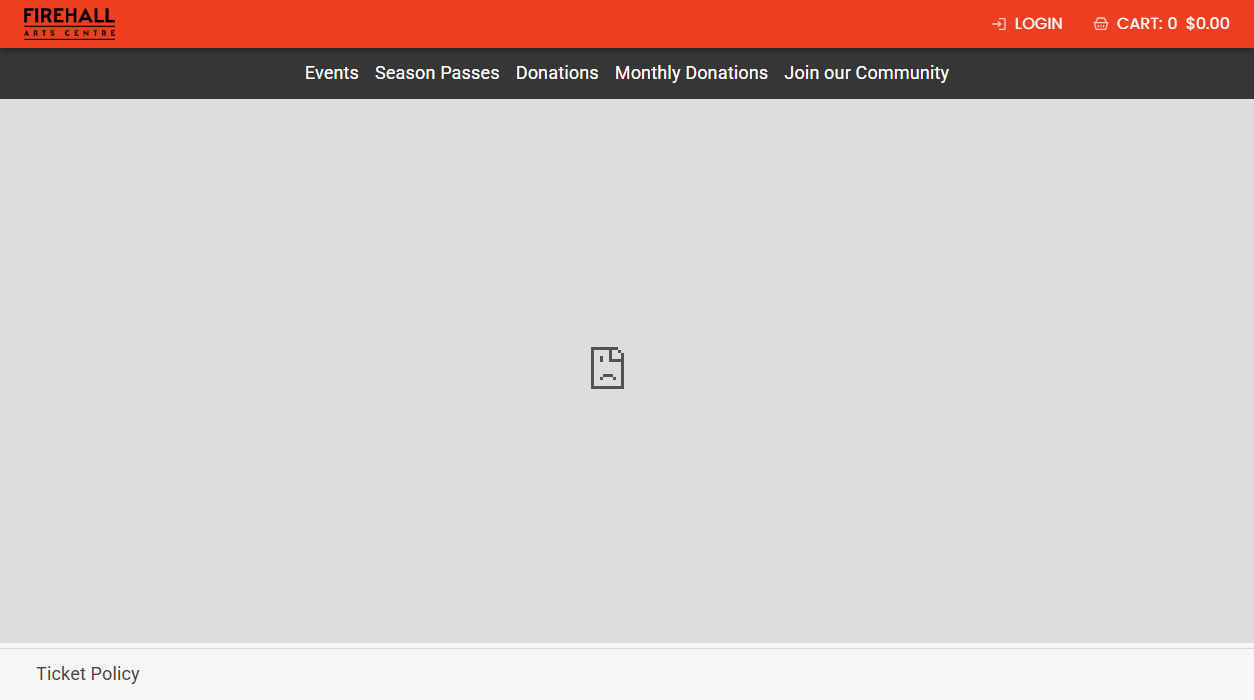 FIREHALL
ARTS CENTRE
LOGIN
CART: 0 $0.00
Events Season Passes Donations Monthly Donations Join our Community
Ticket Policy